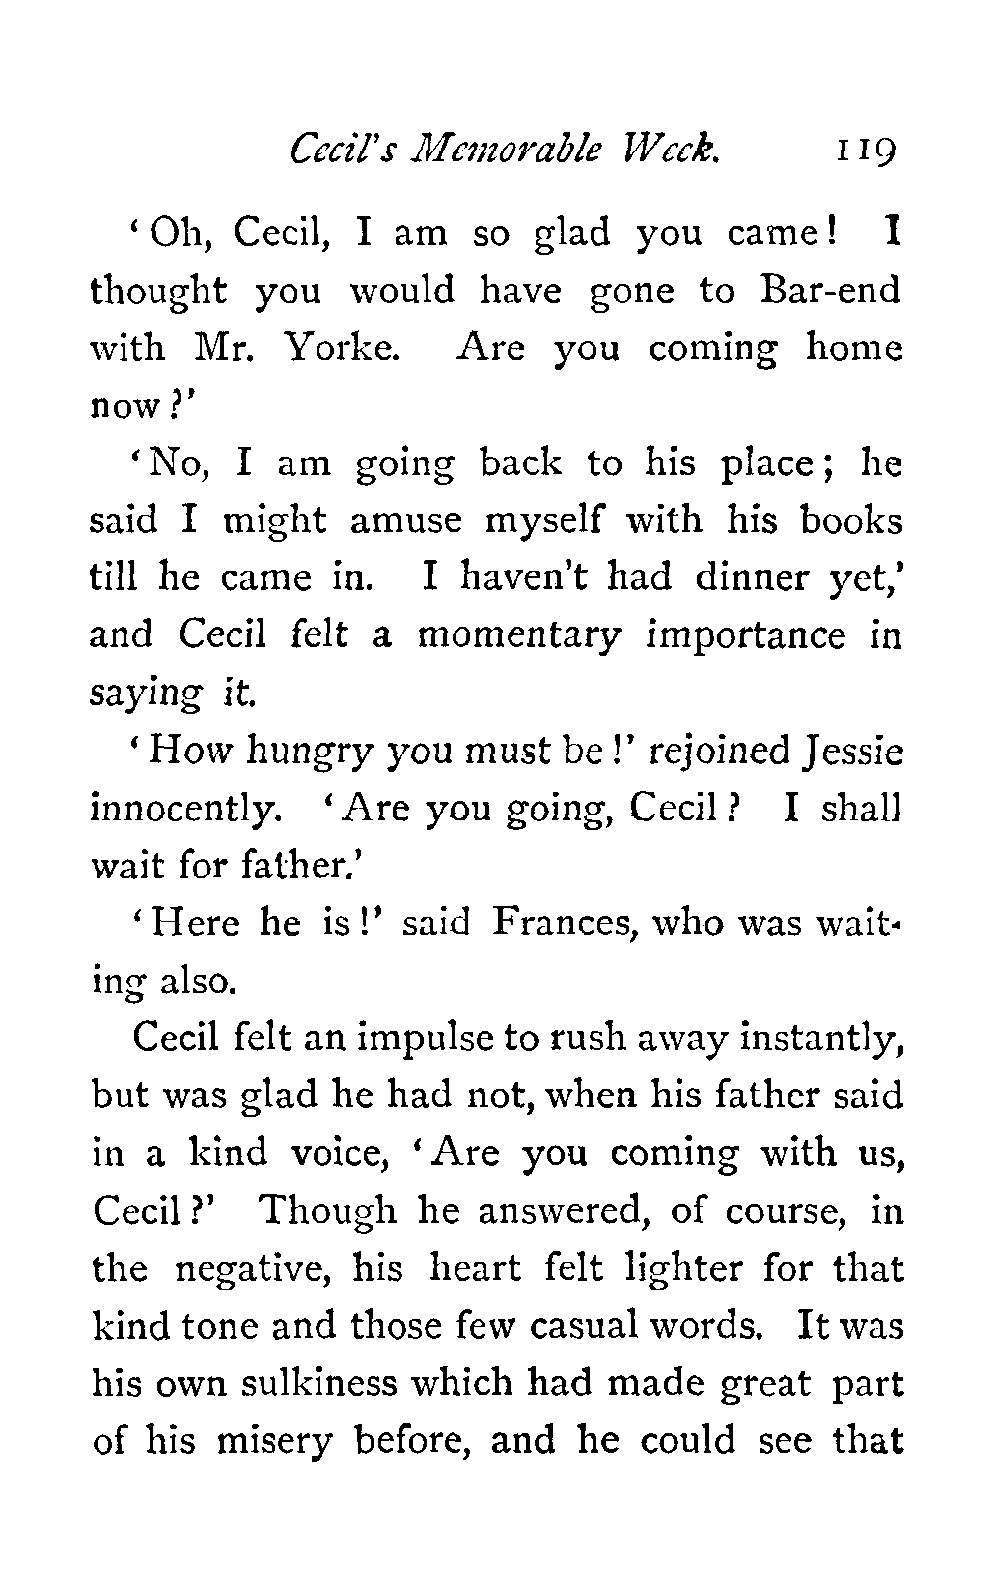 Cecil's Memorable Week. 119
‘Oh, Cecil, I am so glad you came! I
thought you would have gone to Bar-end
with Mr. Yorke. Are you coming home
now?’
‘No, I am going back to his place; he
said I might amuse myself with his books
till he came in. I haven't had dinner yet,’
and Cecil felt a momentary importance in
saying it.
‘How hungry you must be!’ rejoined Jessie
innocently. ‘Are you going, Cecil? I shall
wait for father.’
‘Here he is!’ said Frances, who was wait-
ing also.
Cecil felt an impulse to rush away instantly,
but was glad he had not, when his father said
in a kind voice, ‘Are you coming with us,
Cecil?’ Though he answered, of course, in
the negative, his heart felt lighter for that
kind tone and those few casual words. It was
his own sulkiness which had made great part
of his misery before, and he could see that